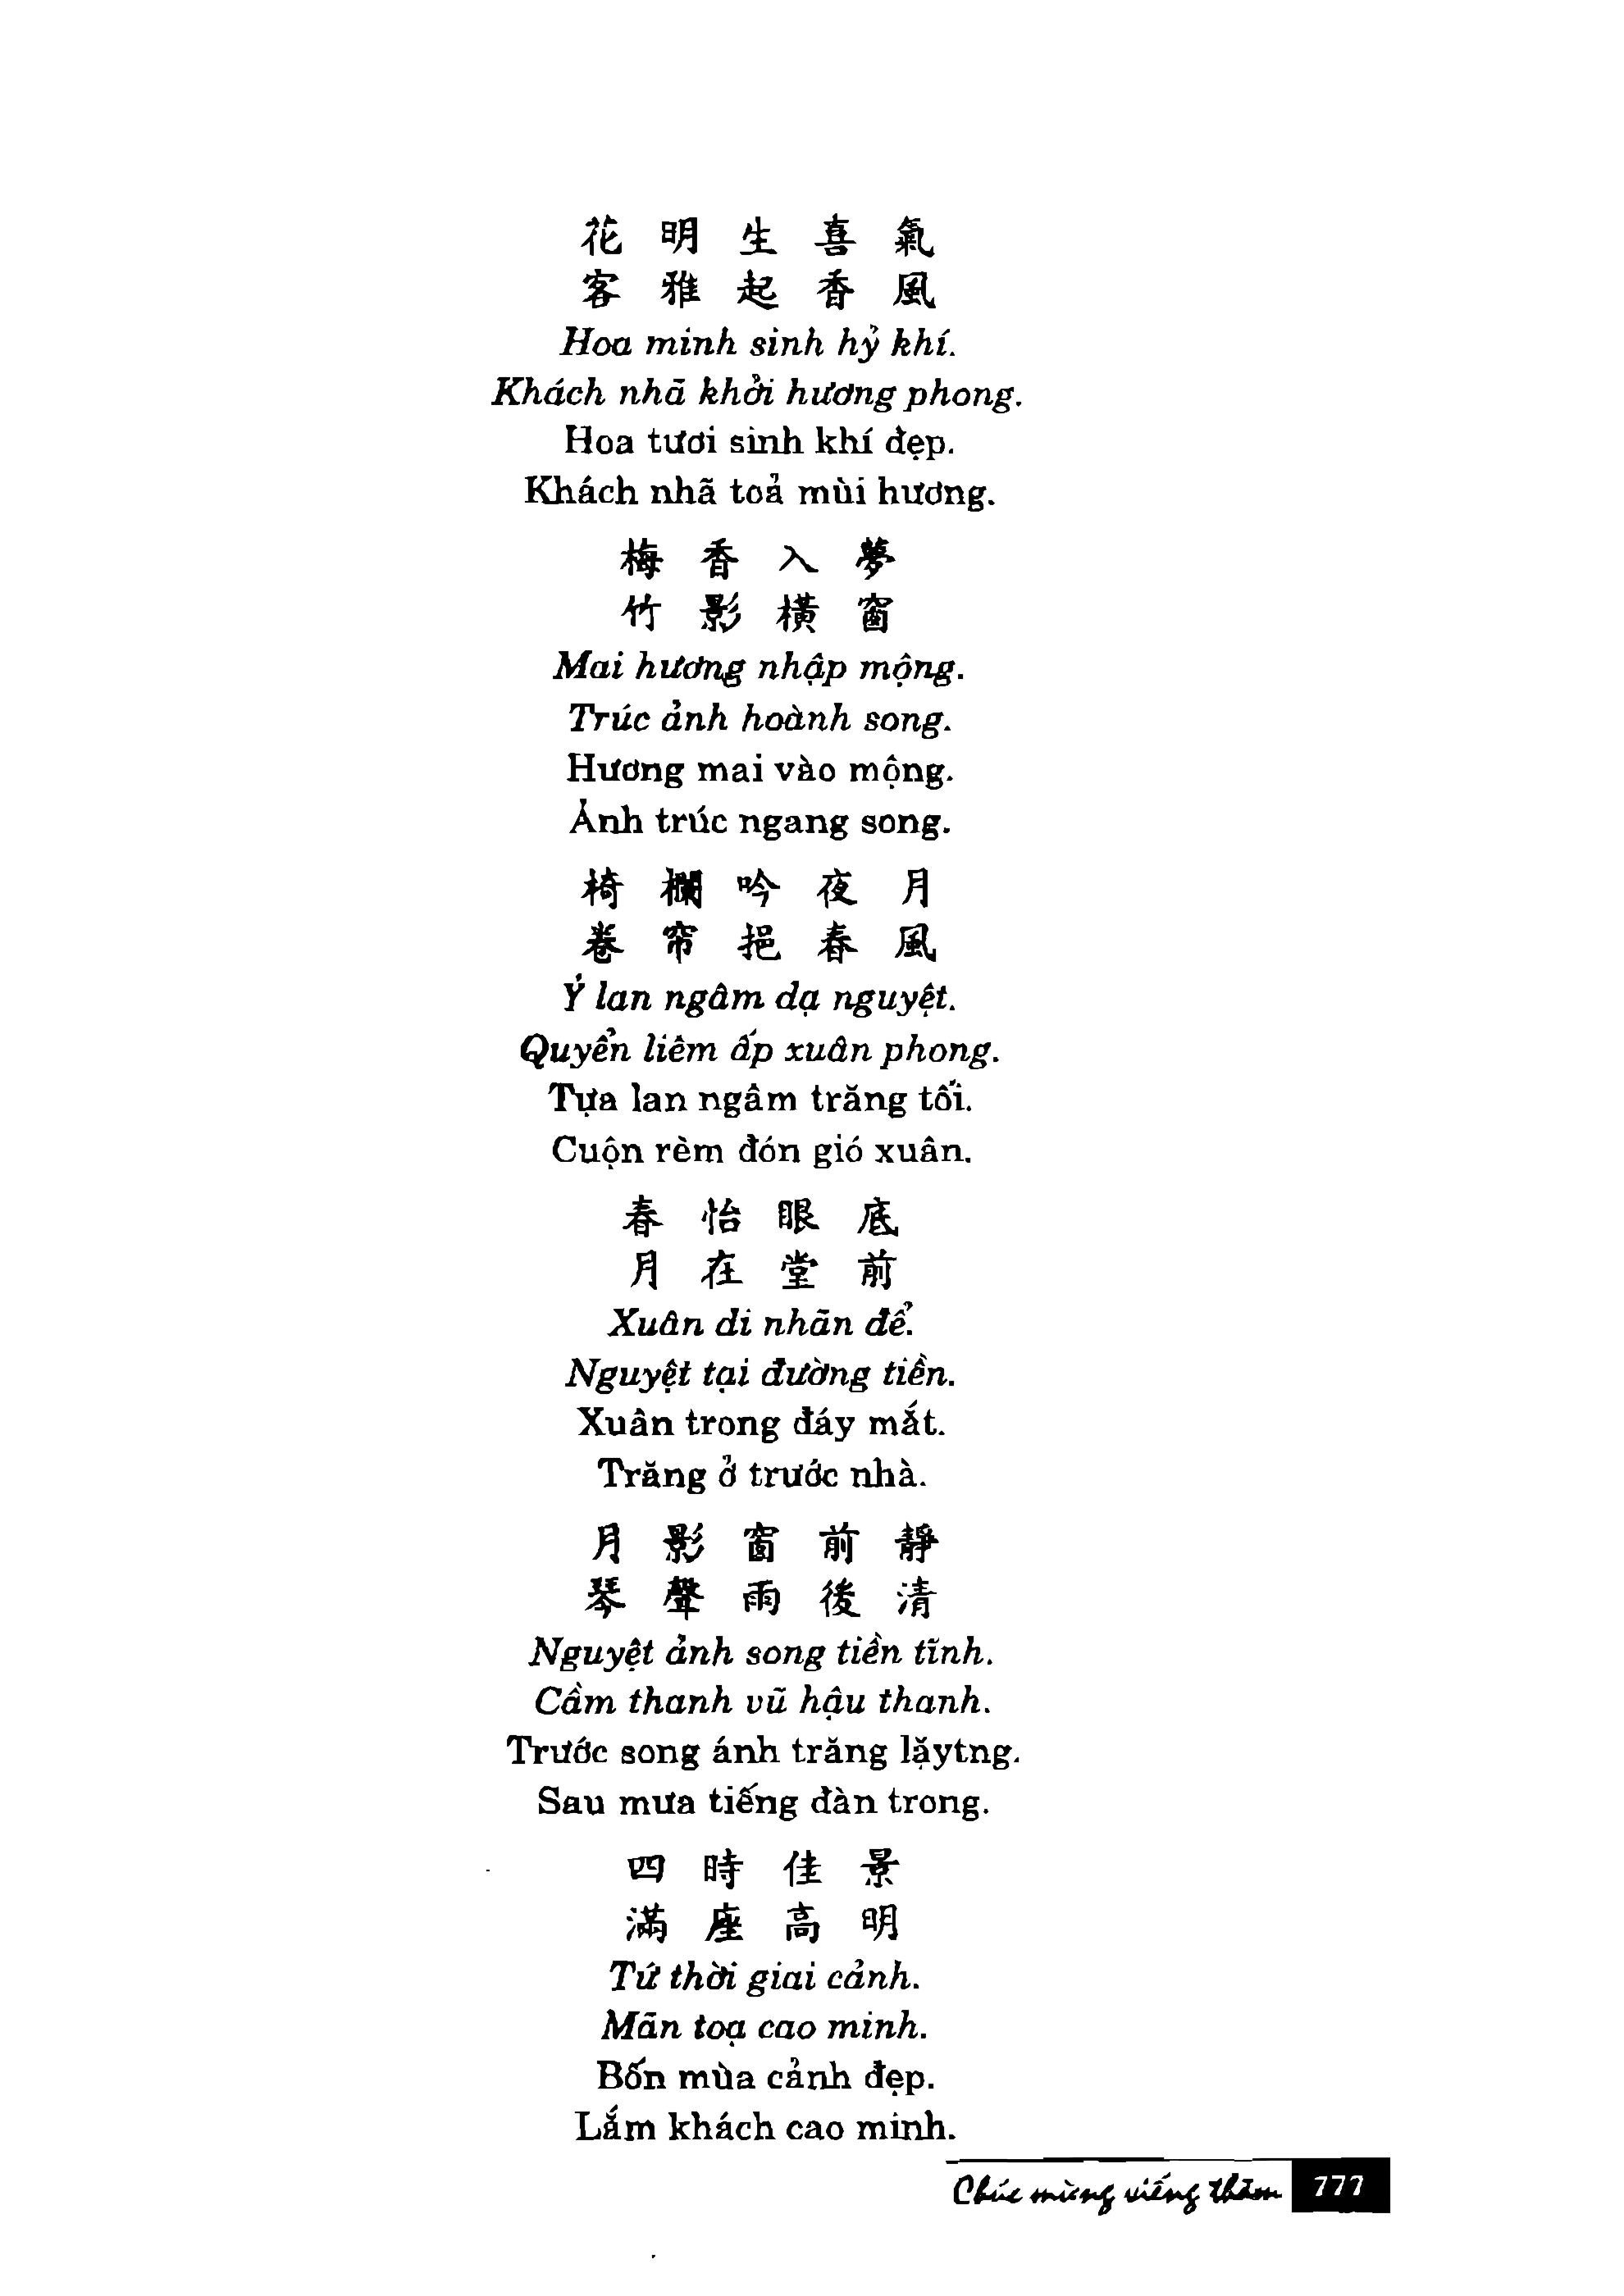 花 明 生 喜 氣
客 雅 起 香 風
Hoa minh sinh hỷ khí.
Khách nhã khởi hương phong.
Hoa tươi sinh khí đẹp.
Khách nhã toả mùi hương.
梅 香 入 夢
竹 影 橫 窗
Mai hương nhập mộng.
Trúc ảnh hoành song.
Hương mai vào mộng.
Ảnh trúc ngang song.
椅 欄 吟 夜 月
卷 帘 挹 春 風
Ỷ lan ngâm dạ nguyệt.
Quyển liêm ấp xuân phong.
Tựa lan ngâm trăng tối.
Cuộn rèm đón gió xuân.
春 怡 眼 底
月 在 堂 前
Xuân di nhãn để.
Nguyệt tại đường tiền.
Xuân trong đáy mắt.
Trăng ở trước nhà.
月 影 窗 前 靜
琴 聲 雨 後 清
Nguyệt ảnh song tiền tĩnh.
Cầm thanh vũ hậu thanh.
Trước song ánh trăng lặytng.
Sau mưa tiếng đàn trong.
四 時 佳 景
滿 座 高 明
Tứ thời giai cảnh.
Mãn toạ cao minh.
Bốn mùa cảnh đẹp.
Lắm khách cao minh.
Chúc mừng viếng thăm 777